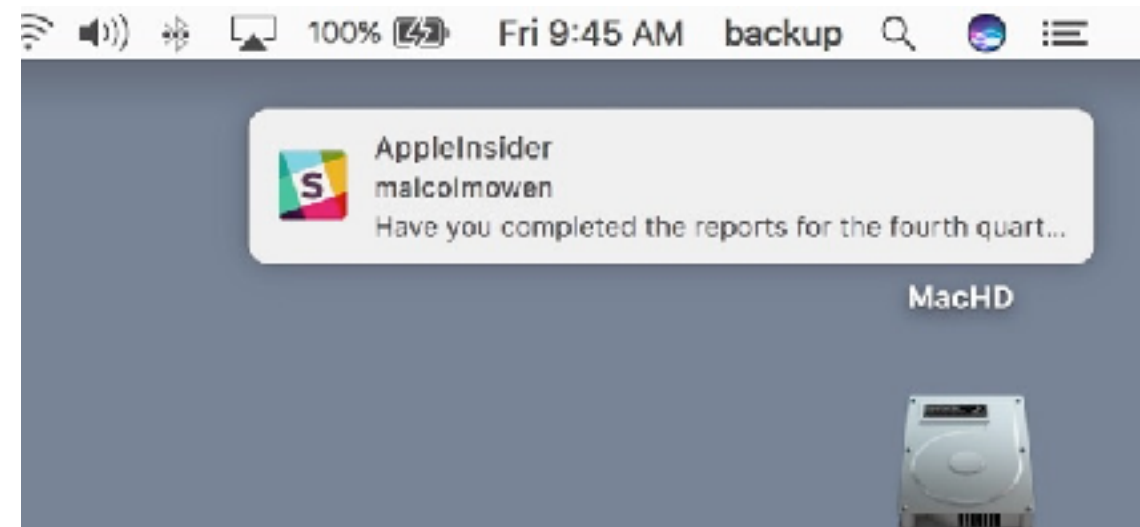 100% Fri 9:45 AM backup
AppleInsider
S malcolmowen
Have you completed the reports for the fourth quart...
MacHD